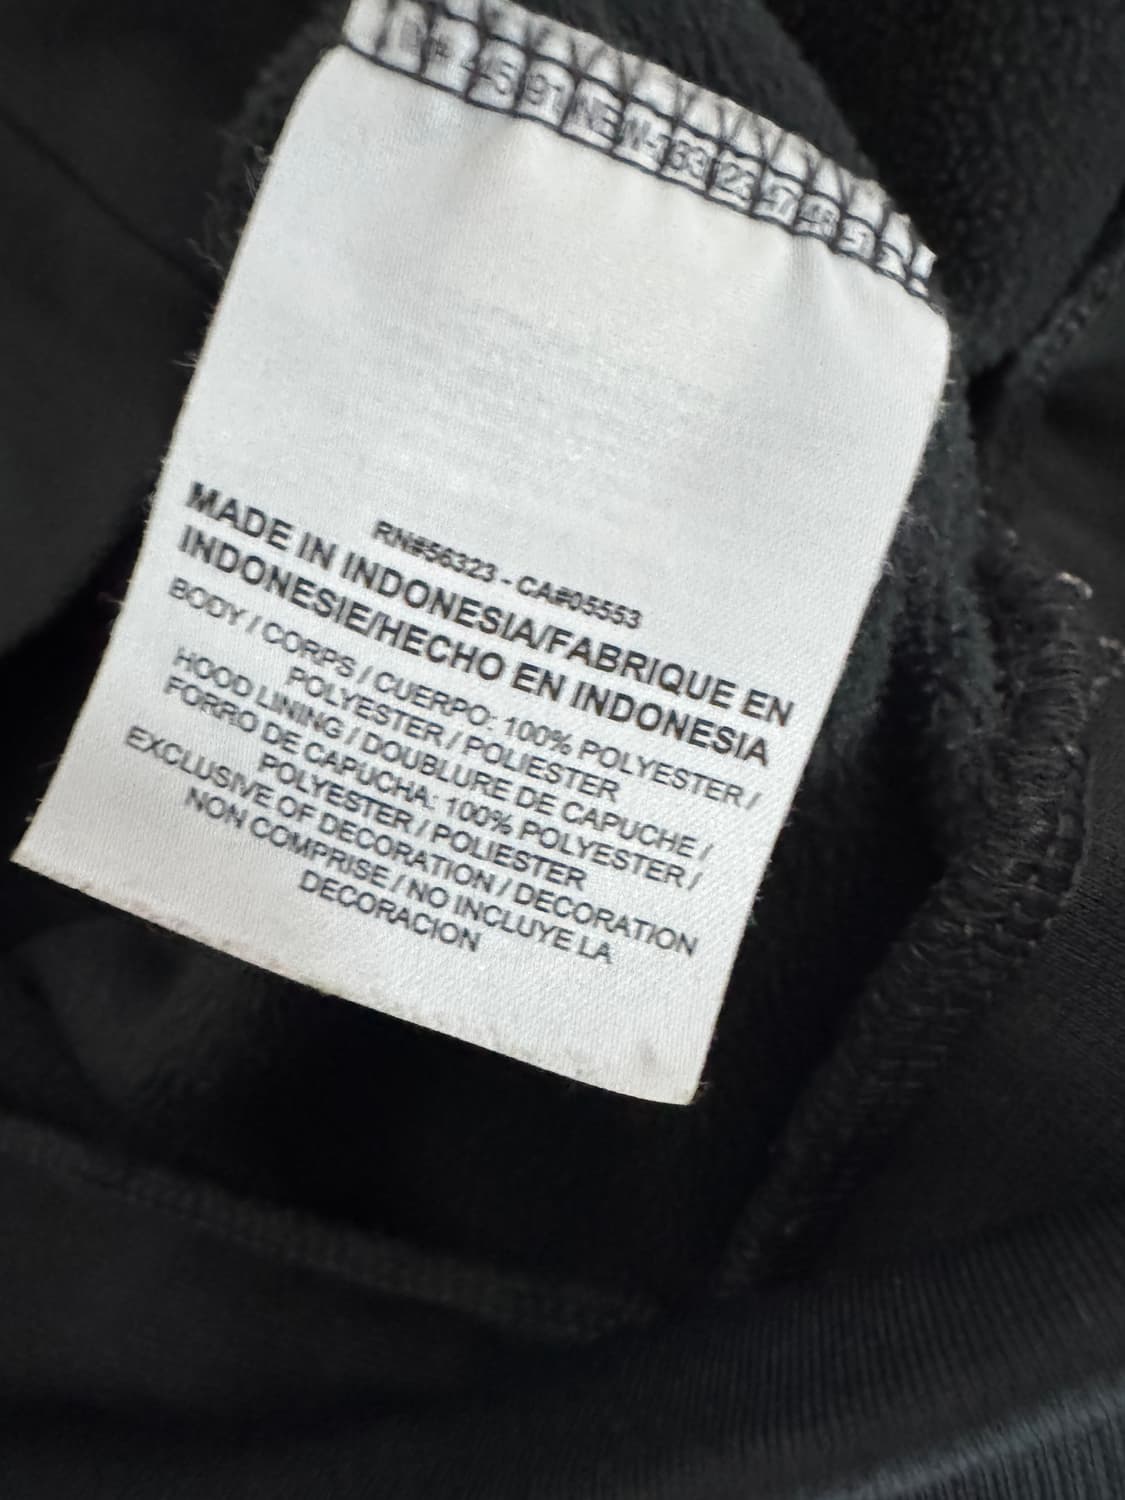 RN#56323 - CA#05553
MADE IN INDONESIA/FABRIQUE EN
INDONESIE/HECHO EN INDONESIA
BODY / CORPS / CUERPO: 100% POLYESTER /
POLYESTER / POLIESTER
HOOD LINING / DOUBLURE DE CAPUCHE /
FORRO DE CAPUCHA: 100% POLYESTER /
POLYESTER / POLIESTER
EXCLUSIVE OF DECORATION / DECORATION
NON COMPRISE / NO INCLUYE LA
DECORACION